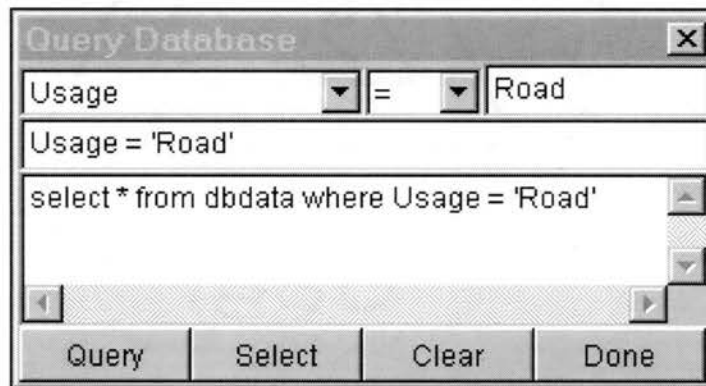 Query Database
Usage = Road
Usage = 'Road'
select * from dbdata where Usage = 'Road'
Query Select Clear Done